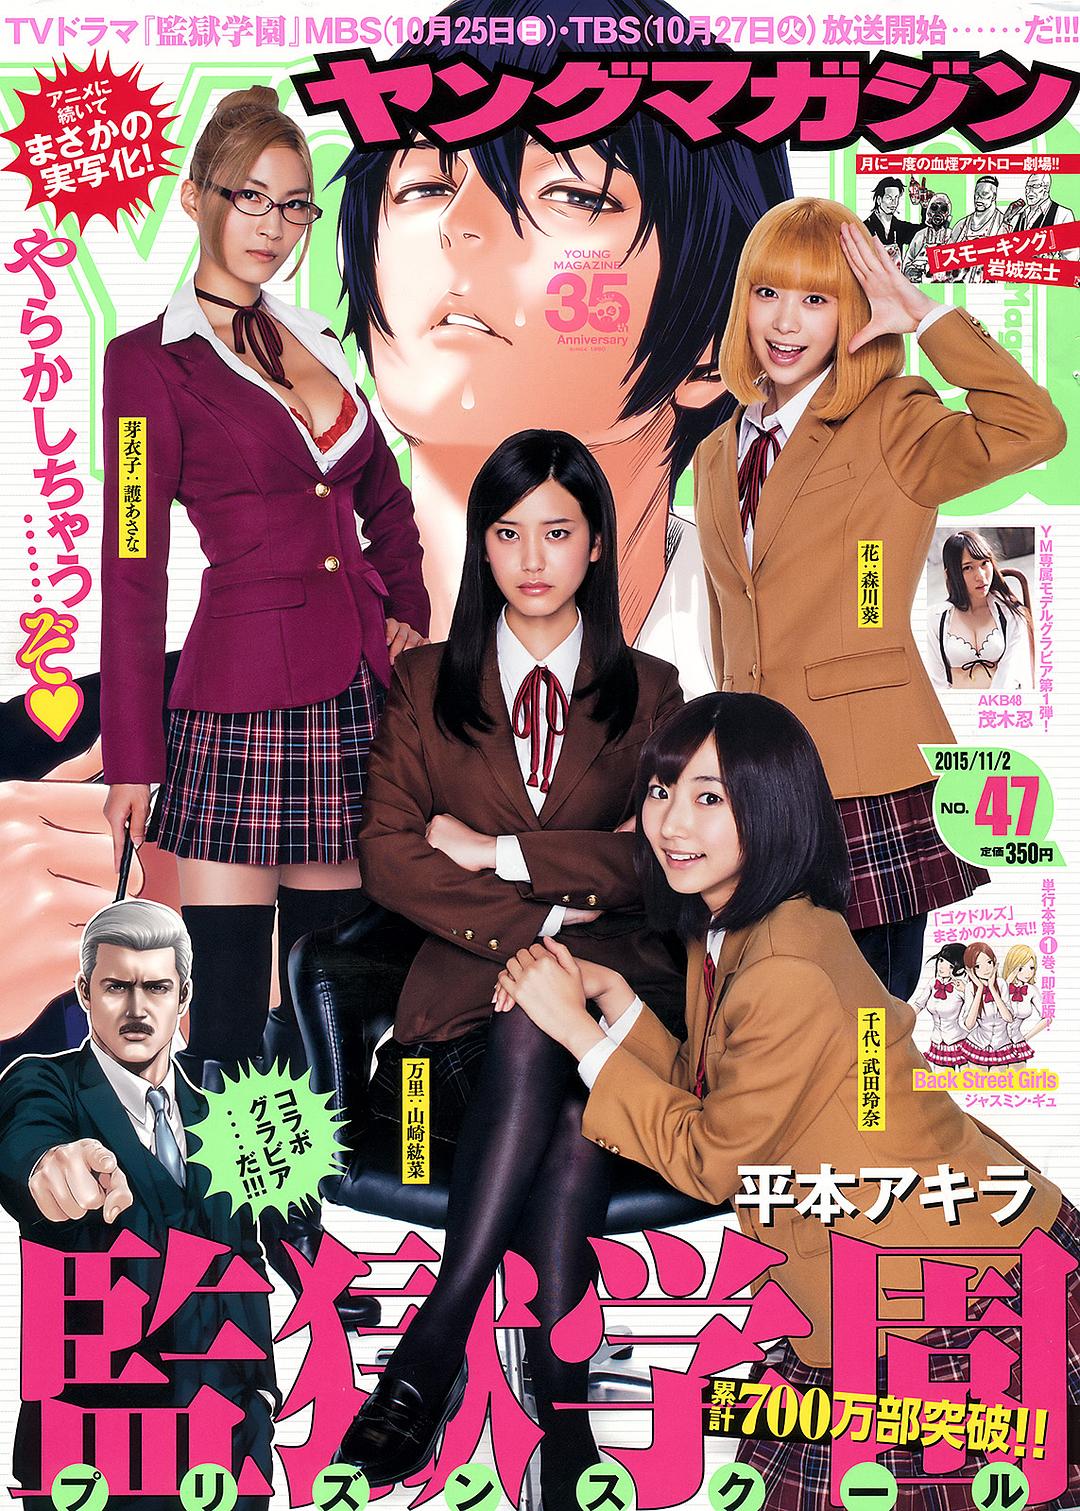 TVドラマ『監獄学園』MBS(10月25日㊐)・TBS(10月27日㊋)放送開始……だ!!!
ヤングマガジン
アニメに
続いて
まさかの
実写化!
月に一度の血煙アウトロー劇場!!
『スモーキング』
岩城宏士
YOUNG
MAGAZINE
35th
Anniversary
SINCE 1980
やらかしちゃう……ぞ♥
芽衣子:護あさな
花:森川葵
YM専属モデルグラビア第1弾!
AKB48
茂木忍
2015/11/2
NO. 47
定価350円
単行本第❶巻、即重版!
「ゴクドルズ」
まさかの大人気!!
Back Street Girls
ジャスミン・ギュ
千代:武田玲奈
万里:山崎紘菜
コラボ
グラビア
……だ!!!
平本アキラ
監獄学園
累計700万部突破!!
プリズンスクール